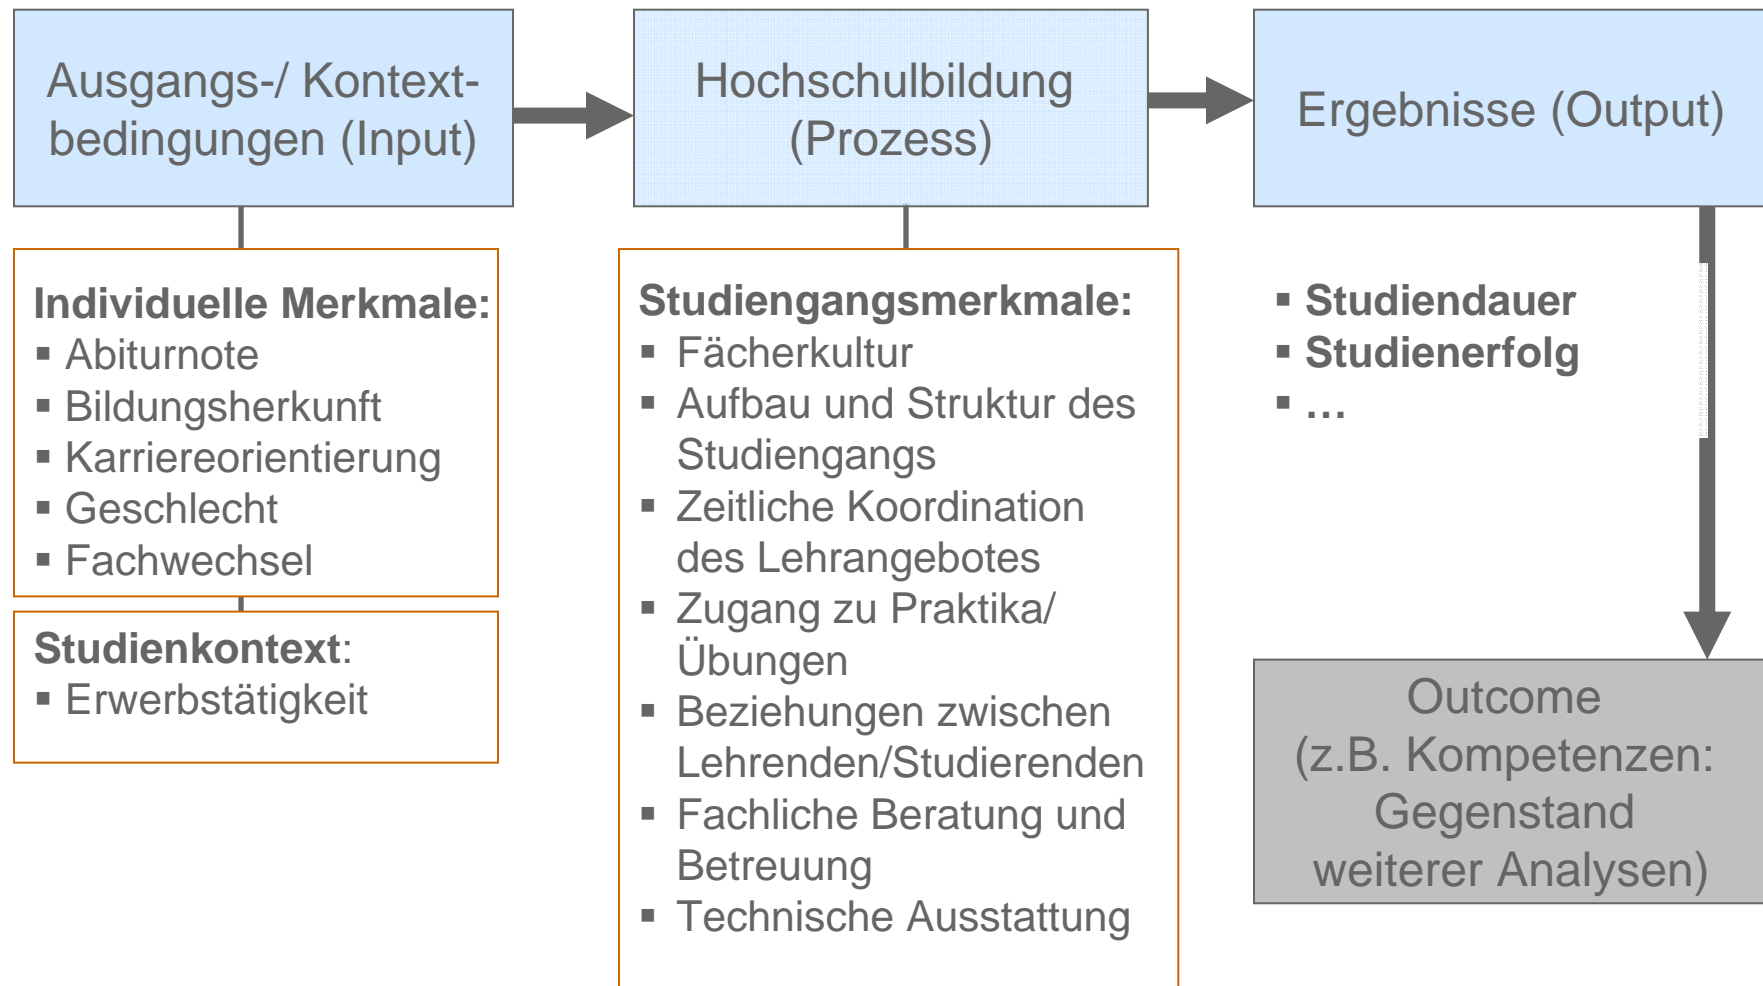 Ausgangs-/ Kontext-
bedingungen (Input)
Hochschulbildung
(Prozess)
Ergebnisse (Output)
Individuelle Merkmale:
▪ Abiturnote
▪ Bildungsherkunft
▪ Karriereorientierung
▪ Geschlecht
▪ Fachwechsel
Studienkontext:
▪ Erwerbstätigkeit
Studiengangsmerkmale:
▪ Fächerkultur
▪ Aufbau und Struktur des
Studiengangs
▪ Zeitliche Koordination
des Lehrangebotes
▪ Zugang zu Praktika/
Übungen
▪ Beziehungen zwischen
Lehrenden/Studierenden
▪ Fachliche Beratung und
Betreuung
▪ Technische Ausstattung
▪ Studiendauer
▪ Studienerfolg
▪ …
Outcome
(z.B. Kompetenzen:
Gegenstand
weiterer Analysen)